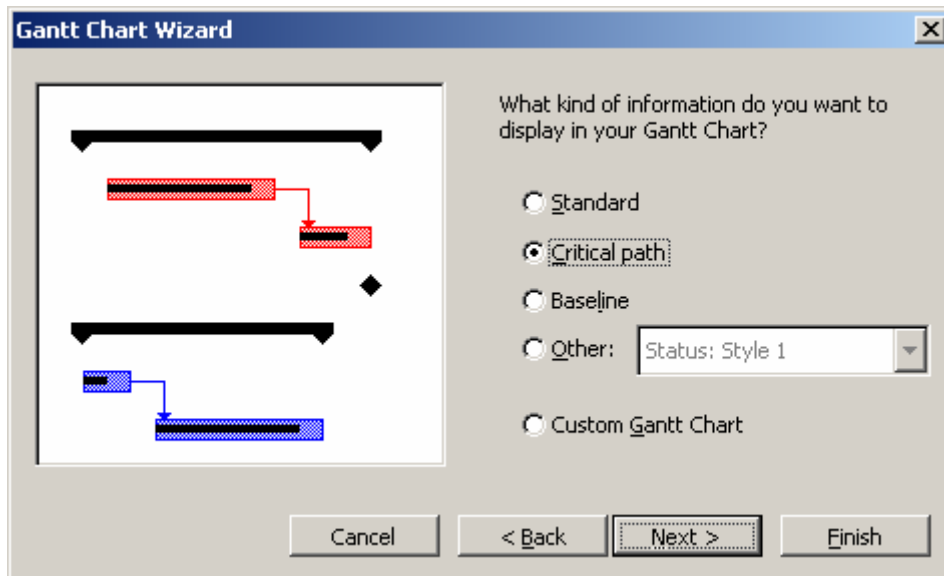 Gantt Chart Wizard
What kind of information do you want to
display in your Gantt Chart?
Standard
Critical path
Baseline
Other: Status: Style 1
Custom Gantt Chart
Cancel < Back Next > Finish